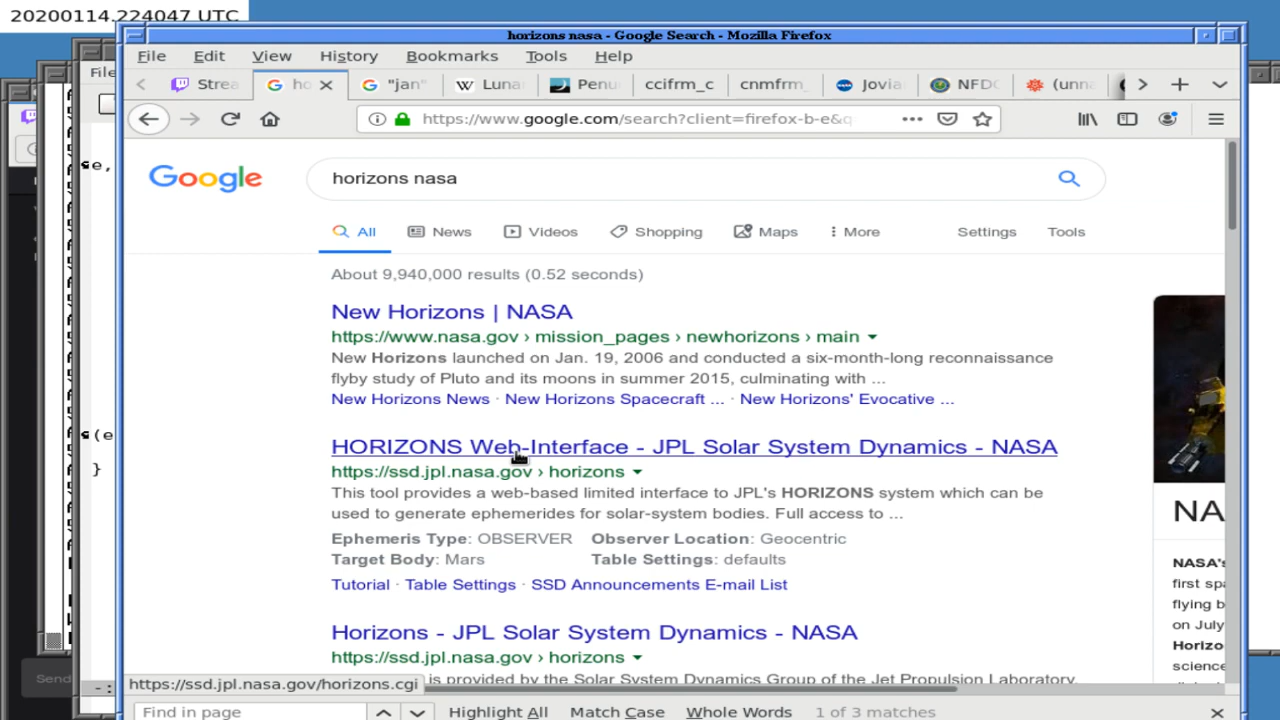 20200114.224047 UTC
horizons nasa - Google Search - Mozilla Firefox
File Edit View History Bookmarks Tools Help
File
Strea ho "jan Luna Penu ccifrm_c cnmfrm_ Jovia NFDC (unna
https://www.google.com/search?client=firefox-b-e&q
e,
Google horizons nasa
All News Videos Shopping Maps More Settings Tools
About 9,940,000 results (0.52 seconds)
New Horizons | NASA
https://www.nasa.gov › mission_pages › newhorizons › main
New Horizons launched on Jan. 19, 2006 and conducted a six-month-long reconnaissance
flyby study of Pluto and its moons in summer 2015, culminating with ...
New Horizons News · New Horizons Spacecraft ... · New Horizons' Evocative ...
(e
HORIZONS Web-Interface - JPL Solar System Dynamics - NASA
}
https://ssd.jpl.nasa.gov › horizons
This tool provides a web-based limited interface to JPL's HORIZONS system which can be
used to generate ephemerides for solar-system bodies. Full access to ...
NA
Ephemeris Type: OBSERVER Observer Location: Geocentric
Target Body: Mars Table Settings: defaults
Tutorial · Table Settings · SSD Announcements E-mail List
NASA's
first spa
flying b
on July
Horizo
science
Horizons - JPL Solar System Dynamics - NASA
https://ssd.jpl.nasa.gov › horizons
is provided by the Solar System Dynamics Group of the Jet Propulsion Laboratory.
Send
-:
https://ssd.jpl.nasa.gov/horizons.cgi
Find in page Highlight All Match Case Whole Words 1 of 3 matches